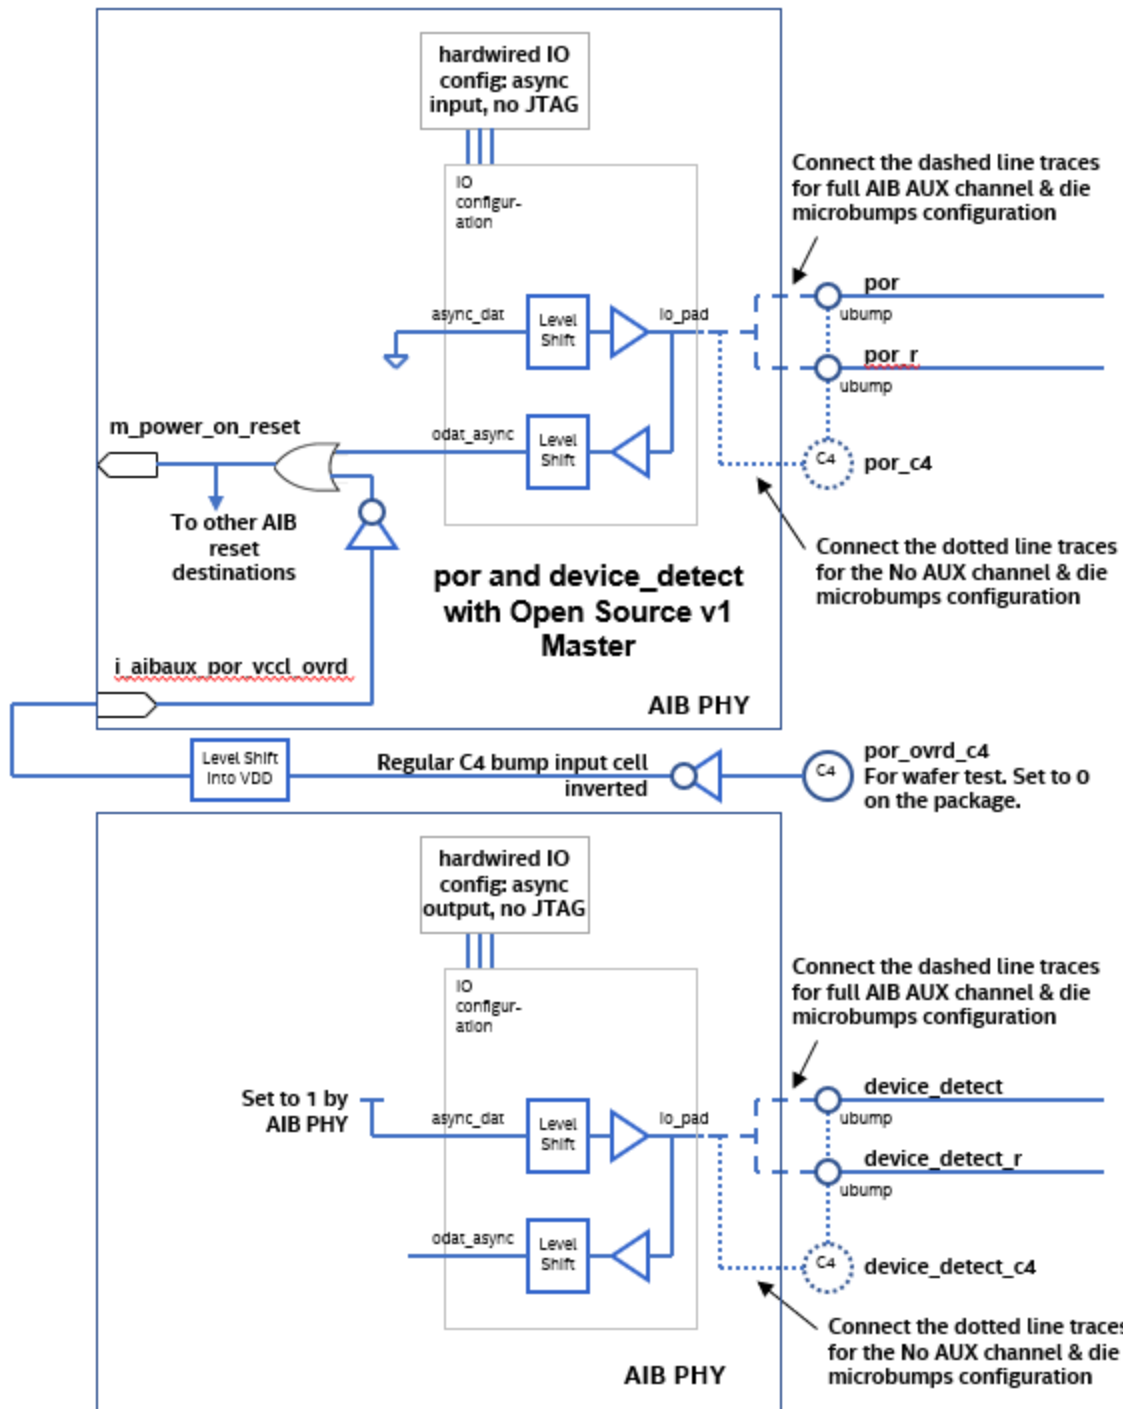 hardwired IO
config: async
input, no JTAG
IO
configur-
ation
Connect the dashed line traces
for full AIB AUX channel & die
microbumps configuration
por
ubump
async_dat
Level
Shift
Io_pad
por_r
ubump
m_power_on_reset
odat_async
Level
Shift
C4
por_c4
To other AIB
reset
destinations
Connect the dotted line traces
for the No AUX channel & die
microbumps configuration
por and device_detect
with Open Source v1
Master
i_aibaux_por_vccl_ovrd
AIB PHY
Level Shift
Into VDD
Regular C4 bump input cell
inverted
C4
por_ovrd_c4
For wafer test. Set to 0
on the package.
hardwired IO
config: async
output, no JTAG
IO
configur-
ation
Connect the dashed line traces
for full AIB AUX channel & die
microbumps configuration
device_detect
ubump
Set to 1 by
AIB PHY
async_dat
Level
Shift
Io_pad
device_detect_r
ubump
odat_async
Level
Shift
C4
device_detect_c4
Connect the dotted line traces
for the No AUX channel & die
microbumps configuration
AIB PHY